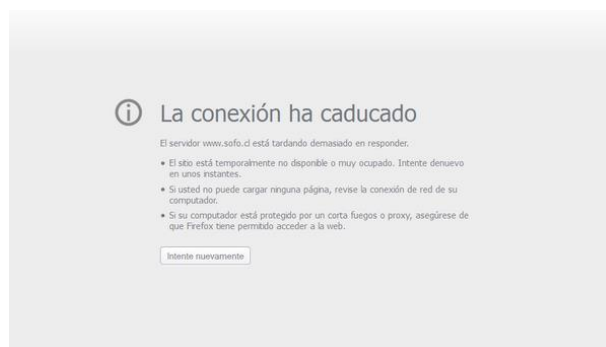 La conexión ha caducado
El servidor www.sofo.cl está tardando demasiado en responder.
• El sitio está temporalmente no disponible o muy ocupado. Intente denuevo
en unos instantes.
• Si usted no puede cargar ninguna página, revise la conexión de red de su
computador.
• Si su computador está protegido por un corta fuegos o proxy, asegúrese de
que Firefox tiene permitido acceder a la web.
Intente nuevamente